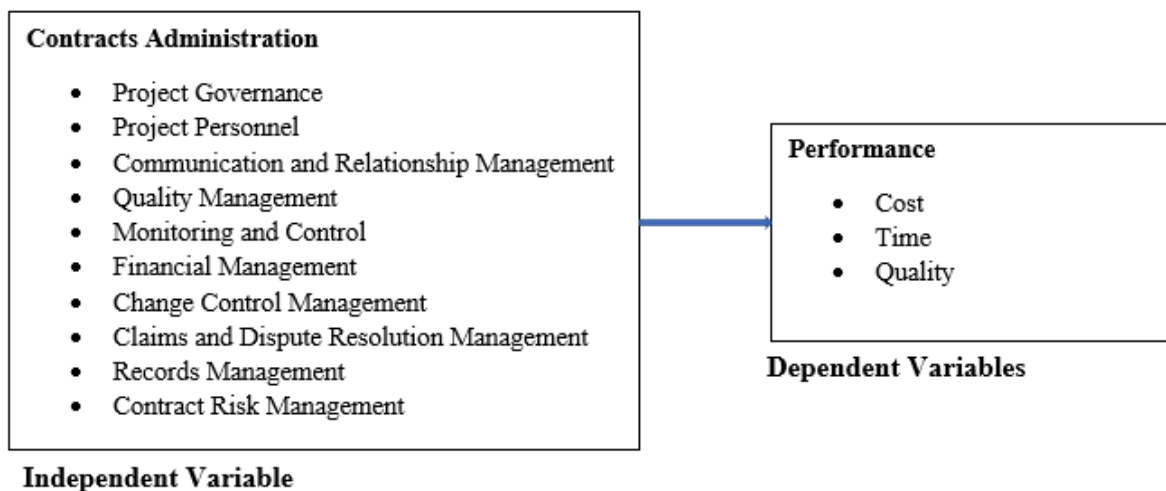 Contracts Administration
• Project Governance
• Project Personnel
• Communication and Relationship Management
• Quality Management
• Monitoring and Control
• Financial Management
• Change Control Management
• Claims and Dispute Resolution Management
• Records Management
• Contract Risk Management
Independent Variable
Performance
• Cost
• Time
• Quality
Dependent Variables